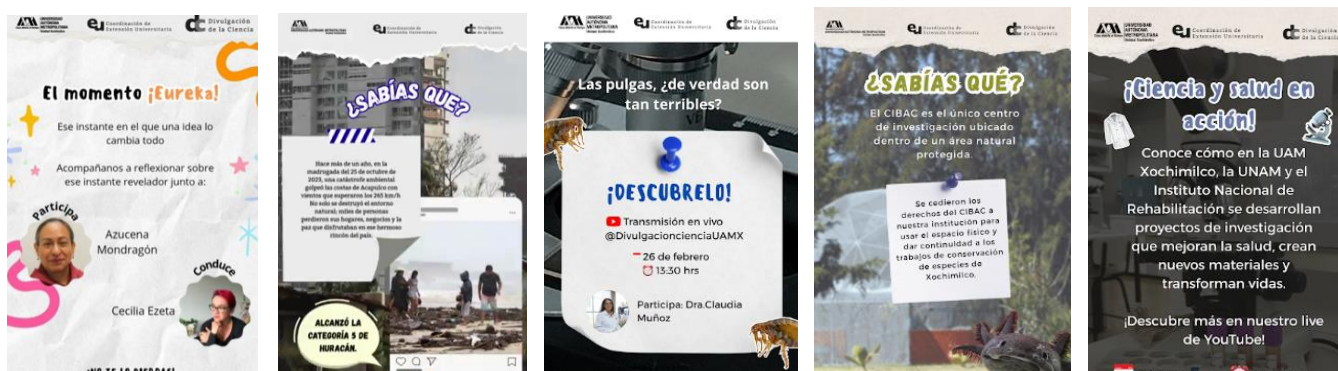 UNIVERSIDAD
AUTÓNOMA
METROPOLITANA
Coordinación de
Extensión Universitaria
Divulgación
de la Ciencia
El momento ¡Eureka!
Ese instante en el que una idea lo
cambia todo
Acompañanos a reflexionar sobre
ese instante revelador junto a:
Participa
Azucena
Mondragón
Conduce
Cecilia Ezeta
Coordinación de
Extensión Universitaria
Divulgación
de la Ciencia
¿SABÍAS QUE?
Hace más de un año, en la
madrugada del 25 de octubre de
2023, una catástrofe ambiental
golpeó las costas de Acapulco con
vientos que superaron los 265 km/h
No solo se destruyó el entorno
natural; miles de personas
perdieron sus hogares, negocios y la
paz que disfrutaban en ese hermoso
rincón del país.
ALCANZÓ LA
CATEGORÍA 5 DE
HURACÁN.
UNIVERSIDAD
AUTÓNOMA
METROPOLITANA
Coordinación de
Extensión Universitaria
Divulgación
de la Ciencia
Las pulgas, ¿de verdad son
tan terribles?
¡DESCUBRELO!
Transmisión en vivo
@DivulgacioncienciaUAMX
26 de febrero
13:30 hrs
Participa: Dra.Claudia
Muñoz
Coordinación de
Extensión Universitaria
Divulgación
de la Ciencia
¿SABÍAS QUÉ?
El CIBAC es el único centro
de investigación ubicado
dentro de un área natural
protegida.
Se cedieron los
derechos del CIBAC a
nuestra institución para
usar el espacio físico y
dar continuidad a los
trabajos de conservación
de especies de
Xochimilco.
UNIVERSIDAD
AUTÓNOMA
METROPOLITANA
Coordinación de
Extensión Universitaria
Divulgación
de la Ciencia
¡Ciencia y salud en
acción!
Conoce cómo en la UAM
Xochimilco, la UNAM y el
Instituto Nacional de
Rehabilitación se desarrollan
proyectos de investigación
que mejoran la salud, crean
nuevos materiales y
transforman vidas.
¡Descubre más en nuestro live
de YouTube!